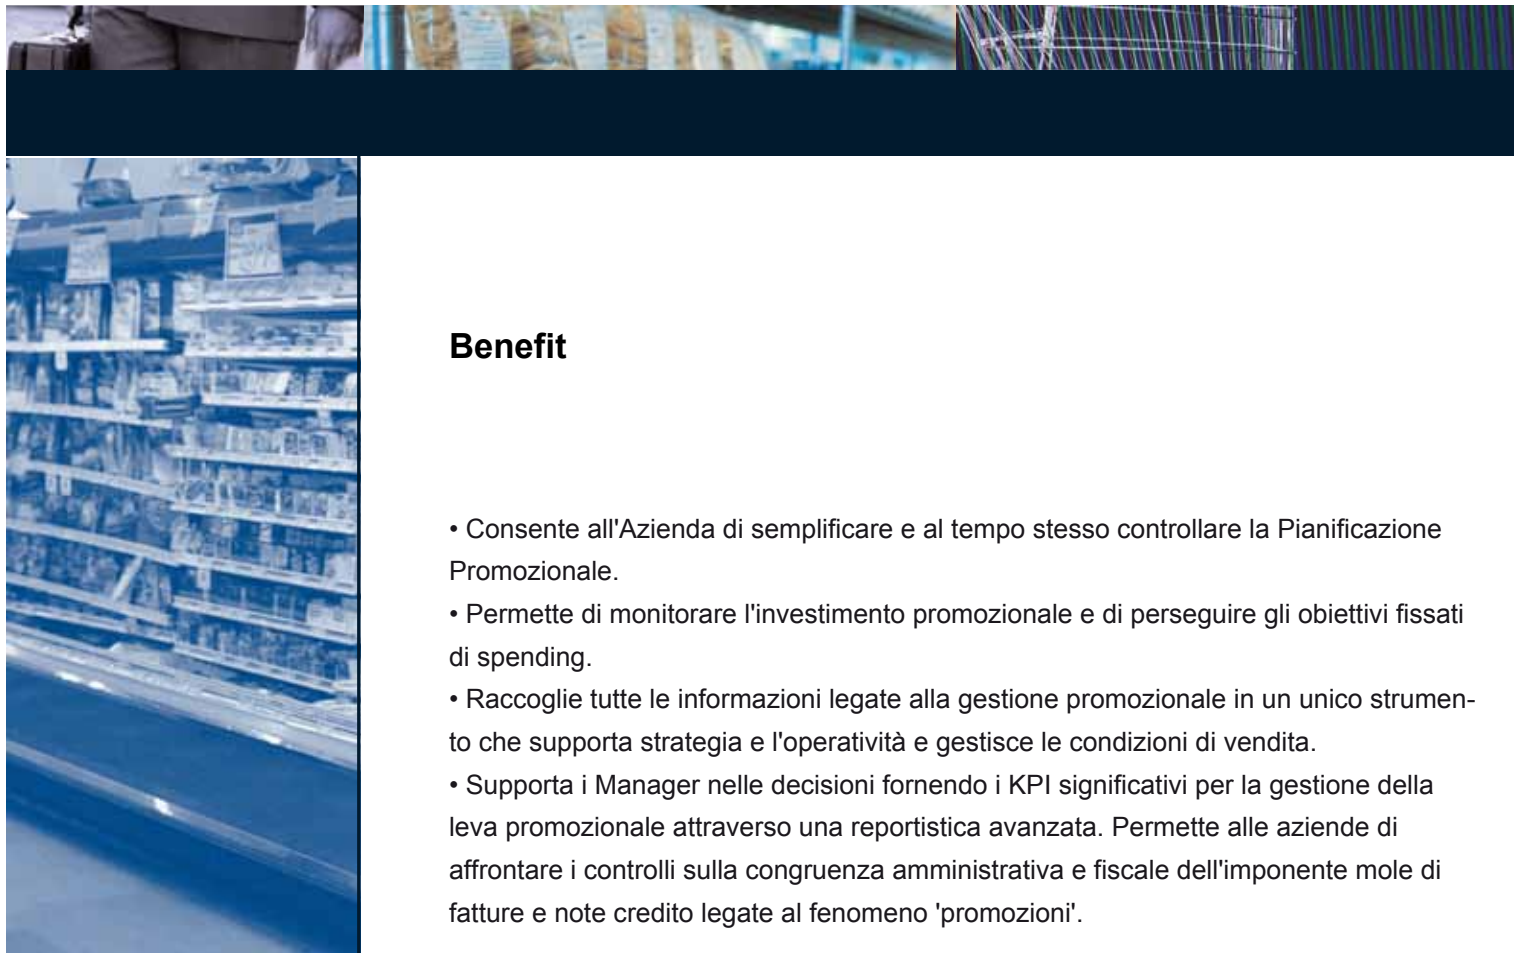 Benefit
• Consente all'Azienda di semplificare e al tempo stesso controllare la Pianificazione
Promozionale.
• Permette di monitorare l'investimento promozionale e di perseguire gli obiettivi fissati
di spending.
• Raccoglie tutte le informazioni legate alla gestione promozionale in un unico strumen-
to che supporta strategia e l'operatività e gestisce le condizioni di vendita.
• Supporta i Manager nelle decisioni fornendo i KPI significativi per la gestione della
leva promozionale attraverso una reportistica avanzata. Permette alle aziende di
affrontare i controlli sulla congruenza amministrativa e fiscale dell'imponente mole di
fatture e note credito legate al fenomeno 'promozioni'.